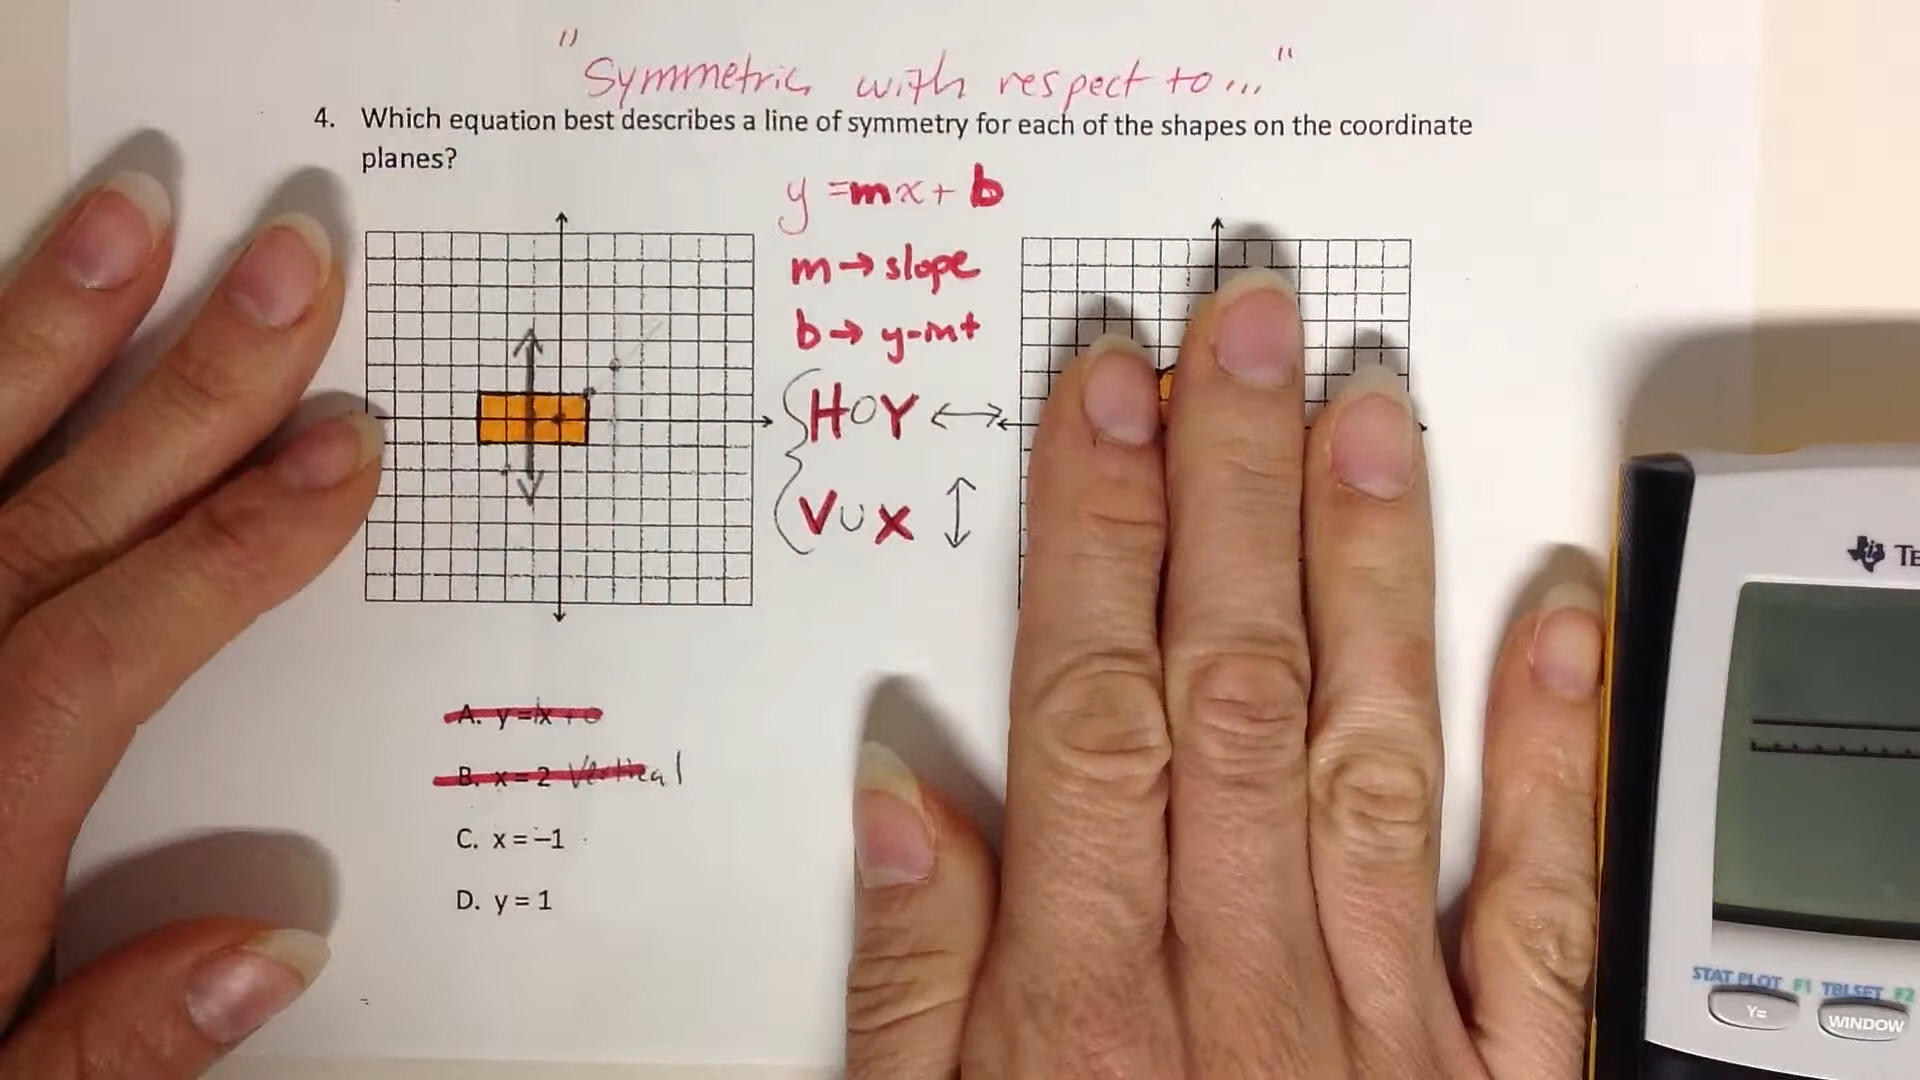 "Symmetric with respect to..."
4. Which equation best describes a line of symmetry for each of the shapes on the coordinate
planes?
y = mx + b
m → slope
b → y-int
HOY
VUX
A. y = 1x +
B. x = 2 Vertical
C. x = –1
D. y = 1
STAT PLOT F1 TBLSET F2
Y= WINDOW